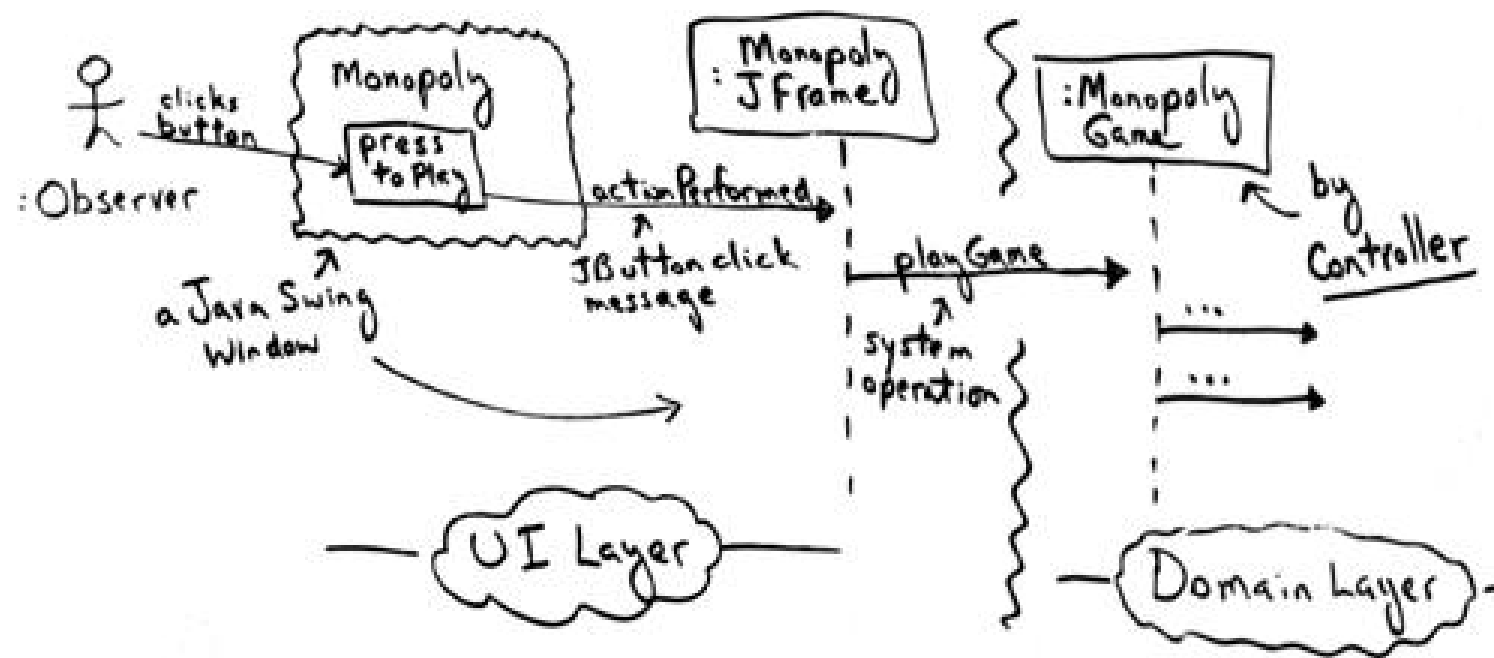 clicks
button
:Observer
Monopoly
press
to Play
a Java Swing
Window
actionPerformed
JButton click
message
Monopoly
: JFrame
playGame
system
operation
:Monopoly
Game
by
Controller
...
...
UI Layer
Domain Layer